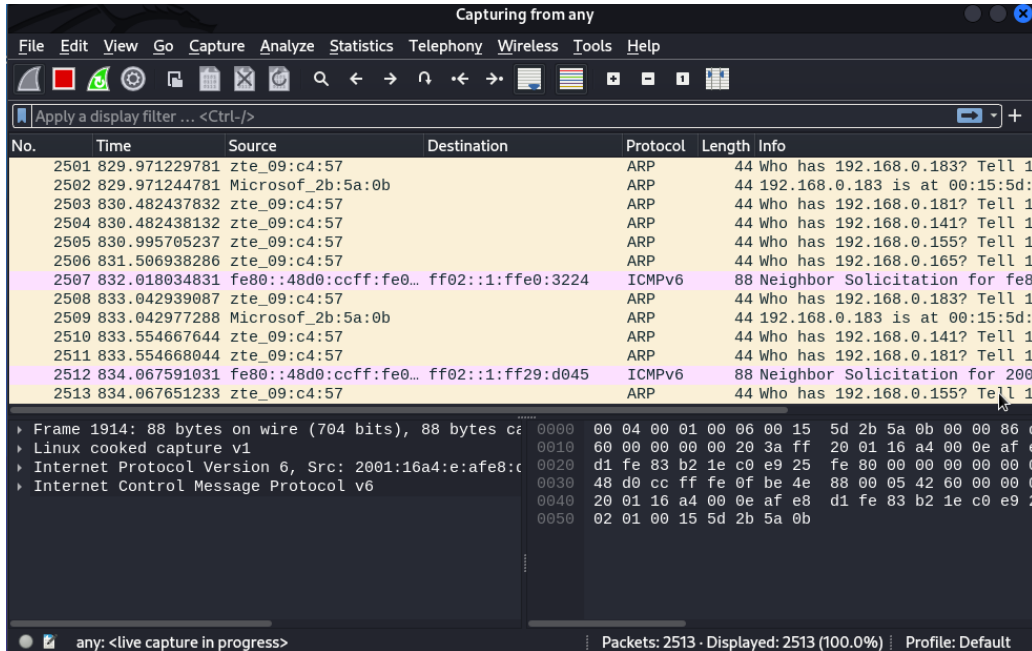 Capturing from any
File Edit View Go Capture Analyze Statistics Telephony Wireless Tools Help
Apply a display filter … <Ctrl-/>
No. Time Source Destination Protocol Length Info
2501 829.971229781 zte_09:c4:57 ARP 44 Who has 192.168.0.183? Tell 1
2502 829.971244781 Microsof_2b:5a:0b ARP 44 192.168.0.183 is at 00:15:5d:
2503 830.482437832 zte_09:c4:57 ARP 44 Who has 192.168.0.181? Tell 1
2504 830.482438132 zte_09:c4:57 ARP 44 Who has 192.168.0.141? Tell 1
2505 830.995705237 zte_09:c4:57 ARP 44 Who has 192.168.0.155? Tell 1
2506 831.506938286 zte_09:c4:57 ARP 44 Who has 192.168.0.165? Tell 1
2507 832.018034831 fe80::48d0:ccff:fe0… ff02::1:ffe0:3224 ICMPv6 88 Neighbor Solicitation for fe8
2508 833.042939087 zte_09:c4:57 ARP 44 Who has 192.168.0.183? Tell 1
2509 833.042977288 Microsof_2b:5a:0b ARP 44 192.168.0.183 is at 00:15:5d:
2510 833.554667644 zte_09:c4:57 ARP 44 Who has 192.168.0.141? Tell 1
2511 833.554668044 zte_09:c4:57 ARP 44 Who has 192.168.0.181? Tell 1
2512 834.067591031 fe80::48d0:ccff:fe0… ff02::1:ff29:d045 ICMPv6 88 Neighbor Solicitation for 200
2513 834.067651233 zte_09:c4:57 ARP 44 Who has 192.168.0.155? Tell 1
Frame 1914: 88 bytes on wire (704 bits), 88 bytes ca
Linux cooked capture v1
Internet Protocol Version 6, Src: 2001:16a4:e:afe8:d
Internet Control Message Protocol v6
0000 00 04 00 01 00 06 00 15 5d 2b 5a 0b 00 00 86
0010 60 00 00 00 00 20 3a ff 20 01 16 a4 00 0e af
0020 d1 fe 83 b2 1e c0 e9 25 fe 80 00 00 00 00 00
0030 48 d0 cc ff fe 0f be 4e 88 00 05 42 60 00 00
0040 20 01 16 a4 00 0e af e8 d1 fe 83 b2 1e c0 e9
0050 02 01 00 15 5d 2b 5a 0b
any: <live capture in progress> Packets: 2513 · Displayed: 2513 (100.0%) Profile: Default